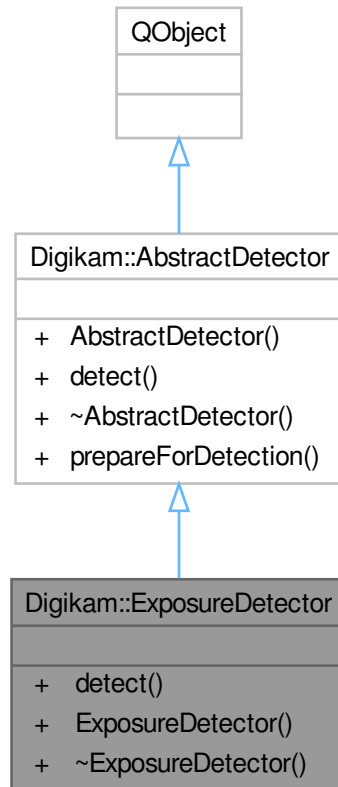 QObject
Digikam::AbstractDetector
+ AbstractDetector()
+ detect()
+ ~AbstractDetector()
+ prepareForDetection()
Digikam::ExposureDetector
+ detect()
+ ExposureDetector()
+ ~ExposureDetector()